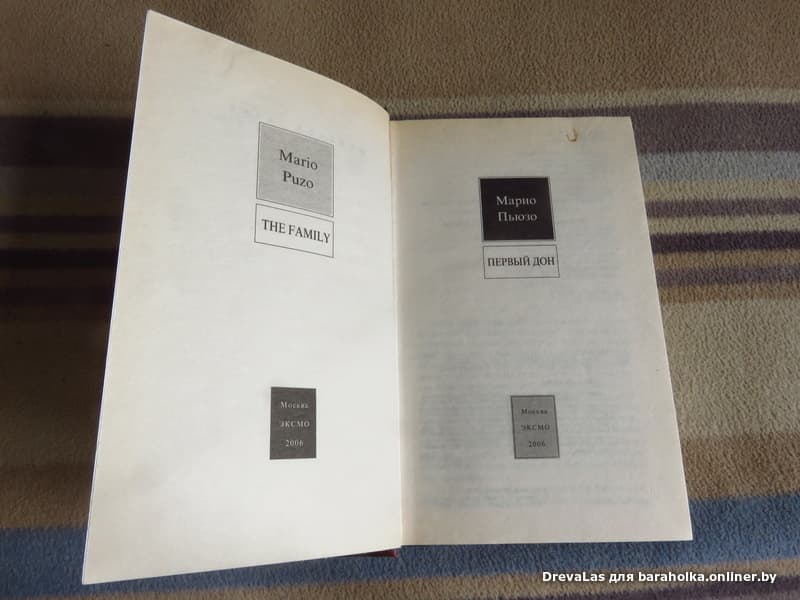 Mario
Puzo
THE FAMILY
Москва
ЭКСМО
2006
Марио
Пьюзо
ПЕРВЫЙ ДОН
Москва
ЭКСМО
2006
DrevaLas для baraholka.onliner.by